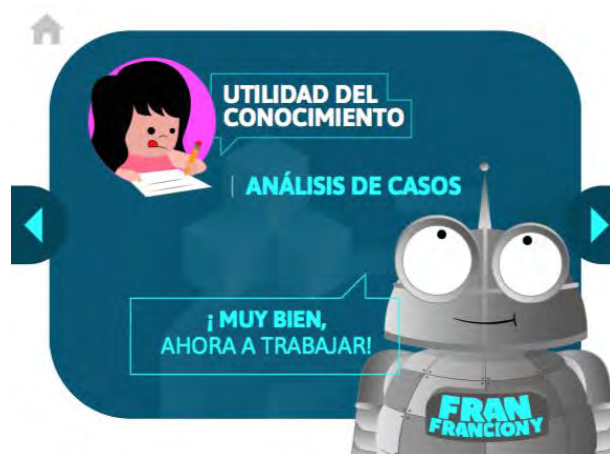 UTILIDAD DEL
CONOCIMIENTO
ANÁLISIS DE CASOS
¡ MUY BIEN,
AHORA A TRABAJAR!
FRAN
FRANCIONY